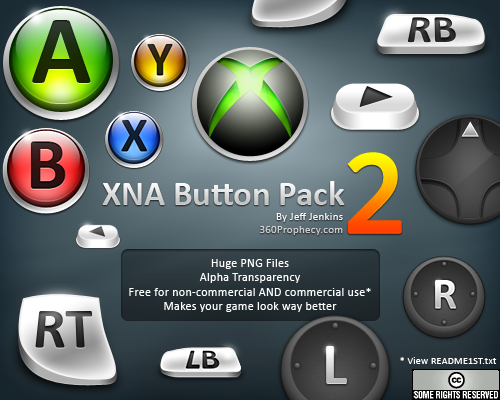 A
Y
RB
X
B
XNA Button Pack 2
By Jeff Jenkins
360Prophecy.com
Huge PNG Files
Alpha Transparency
Free for non-commercial AND commercial use*
Makes your game look way better
R
RT
LB
L
* View README1ST.txt
cc
SOME RIGHTS RESERVED